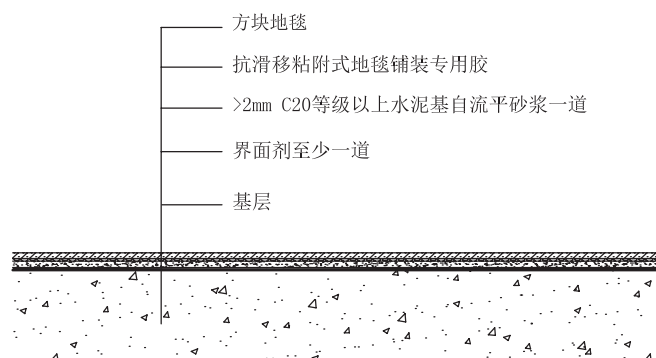 方块地毯
抗滑移粘附式地毯铺装专用胶
>2mm C20等级以上水泥基自流平砂浆一道
界面剂至少一道
基层